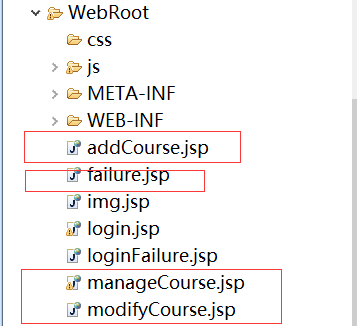 WebRoot
css
js
META-INF
WEB-INF
addCourse.jsp
failure.jsp
img.jsp
login.jsp
loginFailure.jsp
manageCourse.jsp
modifyCourse.jsp